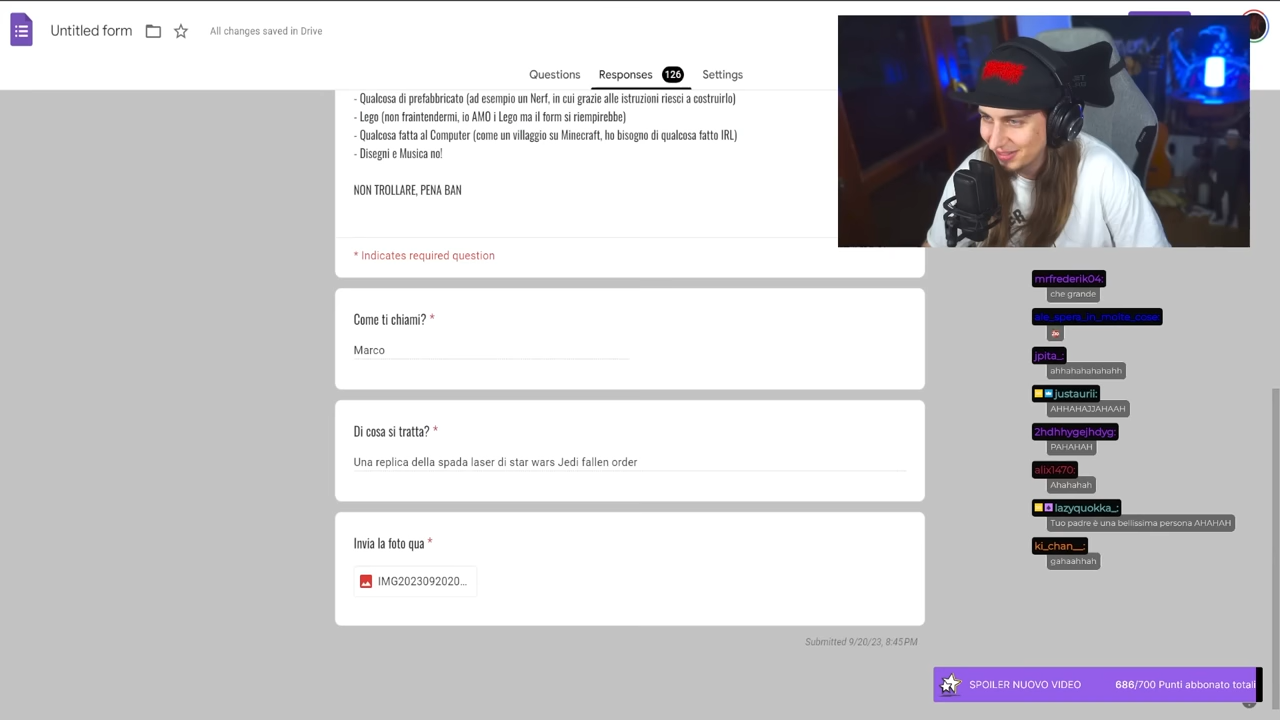 Untitled form
All changes saved in Drive
Questions
Responses 126
Settings
- Qualcosa di prefabbricato (ad esempio un Nerf, in cui grazie alle istruzioni riesci a costruirlo)
- Lego (non fraintendermi, io AMO i Lego ma il form si riempirebbe)
- Qualcosa fatta al Computer (come un villaggio su Minecraft, ho bisogno di qualcosa fatto IRL)
- Disegni e Musica no!
NON TROLLARE, PENA BAN
* Indicates required question
Come ti chiami? *
Marco
Di cosa si tratta? *
Una replica della spada laser di star wars Jedi fallen order
Invia la foto qua *
IMG2023092020...
Submitted 9/20/23, 8:45 PM
mrfrederik04:
che grande
ale_spera_in_molte_cose:
jpita_:
ahhahahahahahh
justaurii:
AHHAHAJJAHAAH
2hdhhygejhdyg:
PAHAHAH
alix1470:
Ahahahah
lazyquokka_:
Tuo padre è una bellissima persona AHAHAH
ki_chan__:
gahaahhah
SPOILER NUOVO VIDEO
686/700 Punti abbonato totali